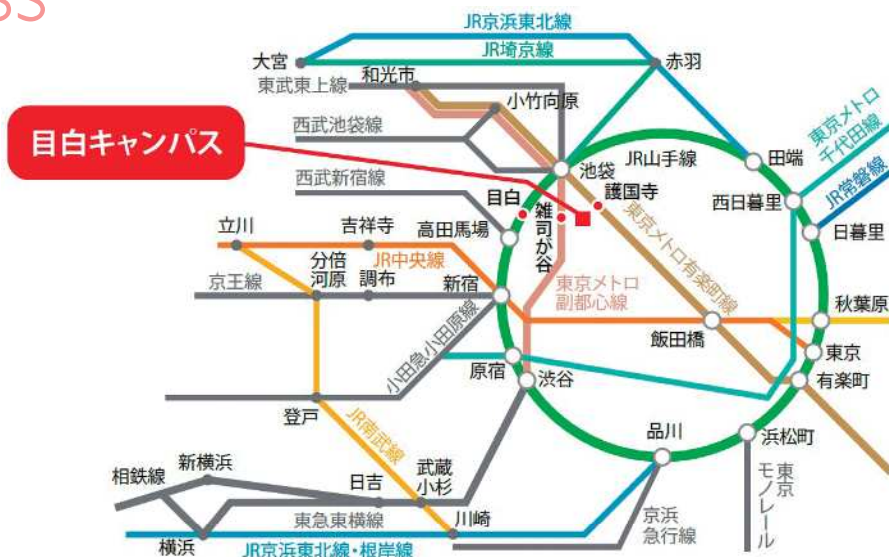 JR京浜東北線
大宮
JR埼京線
赤羽
東武東上線
和光市
小竹向原
東京メトロ
千代田線
目白キャンパス
西武池袋線
池袋
JR山手線
田端
西武新宿線
目白
護国寺
西日暮里
JR常磐線
雑司が谷
立川
吉祥寺
高田馬場
東京メトロ有楽町線
日暮里
JR中央線
分倍
河原
調布
京王線
新宿
東京メトロ
副都心線
秋葉原
飯田橋
小田急小田原線
東京
原宿
渋谷
有楽町
登戸
JR南武線
品川
浜松町
新横浜
相鉄線
日吉
武蔵
小杉
東京
モノレール
東急東横線
川崎
京浜
急行線
横浜
JR京浜東北線・根岸線